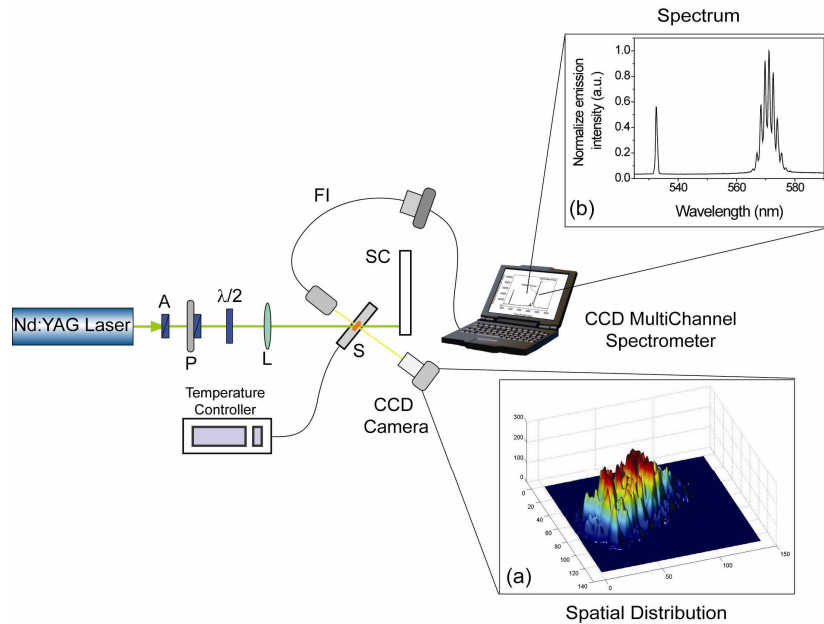 Spectrum
Normalize emission
intensity (a.u.)
1.0
0.8
0.6
0.4
0.2
0.0
540
560
580
Wavelength (nm)
(b)
FI
SC
A
λ/2
Nd:YAG Laser
P
L
S
CCD MultiChannel
Spectrometer
Temperature
Controller
CCD
Camera
300
200
100
0
0
20
40
60
80
100
120
140
0
50
100
150
(a)
Spatial Distribution